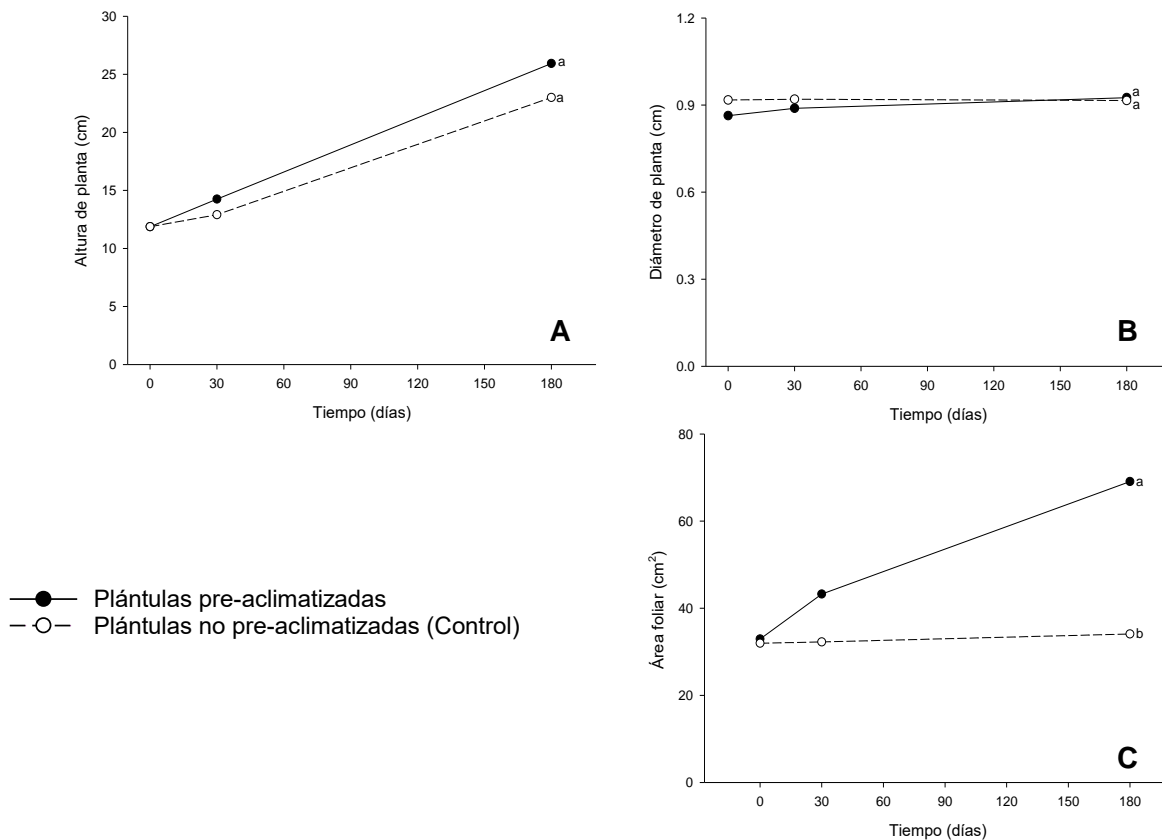 30
25
20
15
10
5
0
Altura de planta (cm)
a
a
A
0 30 60 90 120 150 180
Tiempo (días)
1.2
0.9
0.6
0.3
0.0
Diámetro de planta (cm)
a
a
B
0 30 60 90 120 150 180
Tiempo (días)
Plántulas pre-aclimatizadas
Plántulas no pre-aclimatizadas (Control)
80
60
40
20
0
Área foliar (cm²)
a
b
C
0 30 60 90 120 150 180
Tiempo (días)